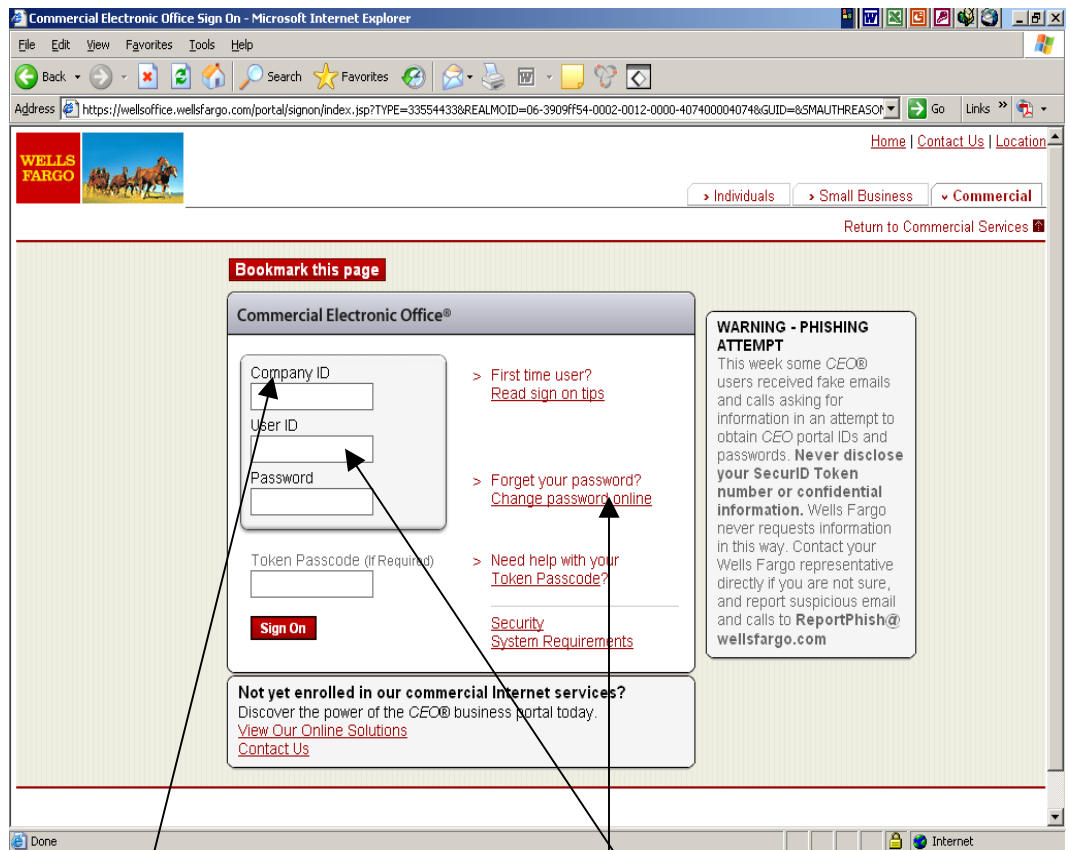 Commercial Electronic Office Sign On - Microsoft Internet Explorer
File Edit View Favorites Tools Help
Back Search Favorites
Address https://wellsoffice.wellsfargo.com/portal/signon/index.jsp?TYPE=33554433&REALMOID=06-3909ff54-0002-0012-0000-407400004074&GUID=&SMAUTHREASON Go Links »
Home | Contact Us | Location
WELLS
FARGO
Individuals Small Business Commercial
Return to Commercial Services
Bookmark this page
Commercial Electronic Office®
Company ID
User ID
Password
Token Passcode (If Required)
Sign On
> First time user?
Read sign on tips
> Forget your password?
Change password online
> Need help with your
Token Passcode?
Security
System Requirements
WARNING - PHISHING
ATTEMPT
This week some CEO®
users received fake emails
and calls asking for
information in an attempt to
obtain CEO portal IDs and
passwords. Never disclose
your SecurID Token
number or confidential
information. Wells Fargo
never requests information
in this way. Contact your
Wells Fargo representative
directly if you are not sure,
and report suspicious email
and calls to ReportPhish@
wellsfargo.com
Not yet enrolled in our commercial Internet services?
Discover the power of the CEO® business portal today.
View Our Online Solutions
Contact Us
Done Internet